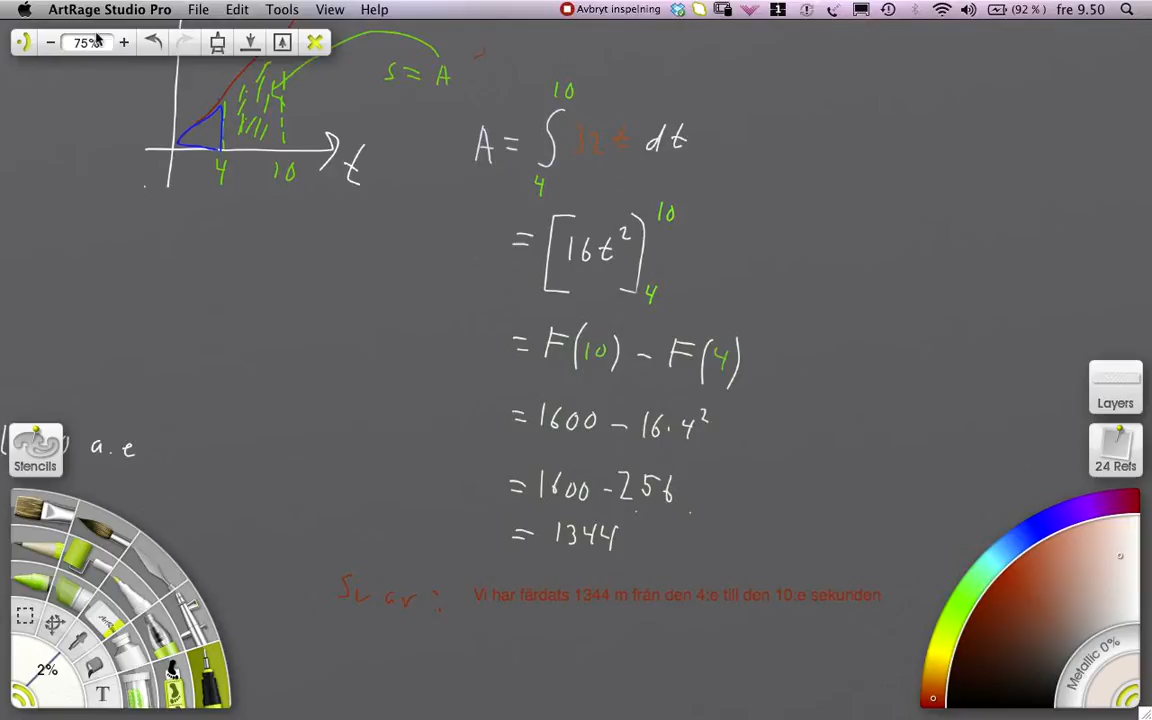 ArtRage Studio Pro File Edit Tools View Help Avbryt inspelning 1 (92 %) fre 9.50
75%
s = A
t
4 10
A = ∫ 10 4 32 t dt
= [16t²] 10 4
= F(10) - F(4)
= 1600 - 16·4²
= 1600 - 256
= 1344
a.e
Svar: Vi har färdats 1344 m från den 4:e till den 10:e sekunden
Stencils
Layers
24 Refs
2%
T
Metallic 0%